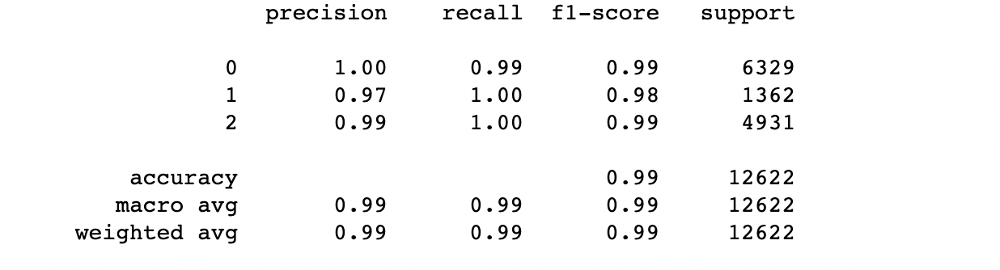 precision recall f1-score support
0 1.00 0.99 0.99 6329
1 0.97 1.00 0.98 1362
2 0.99 1.00 0.99 4931
accuracy 0.99 12622
macro avg 0.99 0.99 0.99 12622
weighted avg 0.99 0.99 0.99 12622